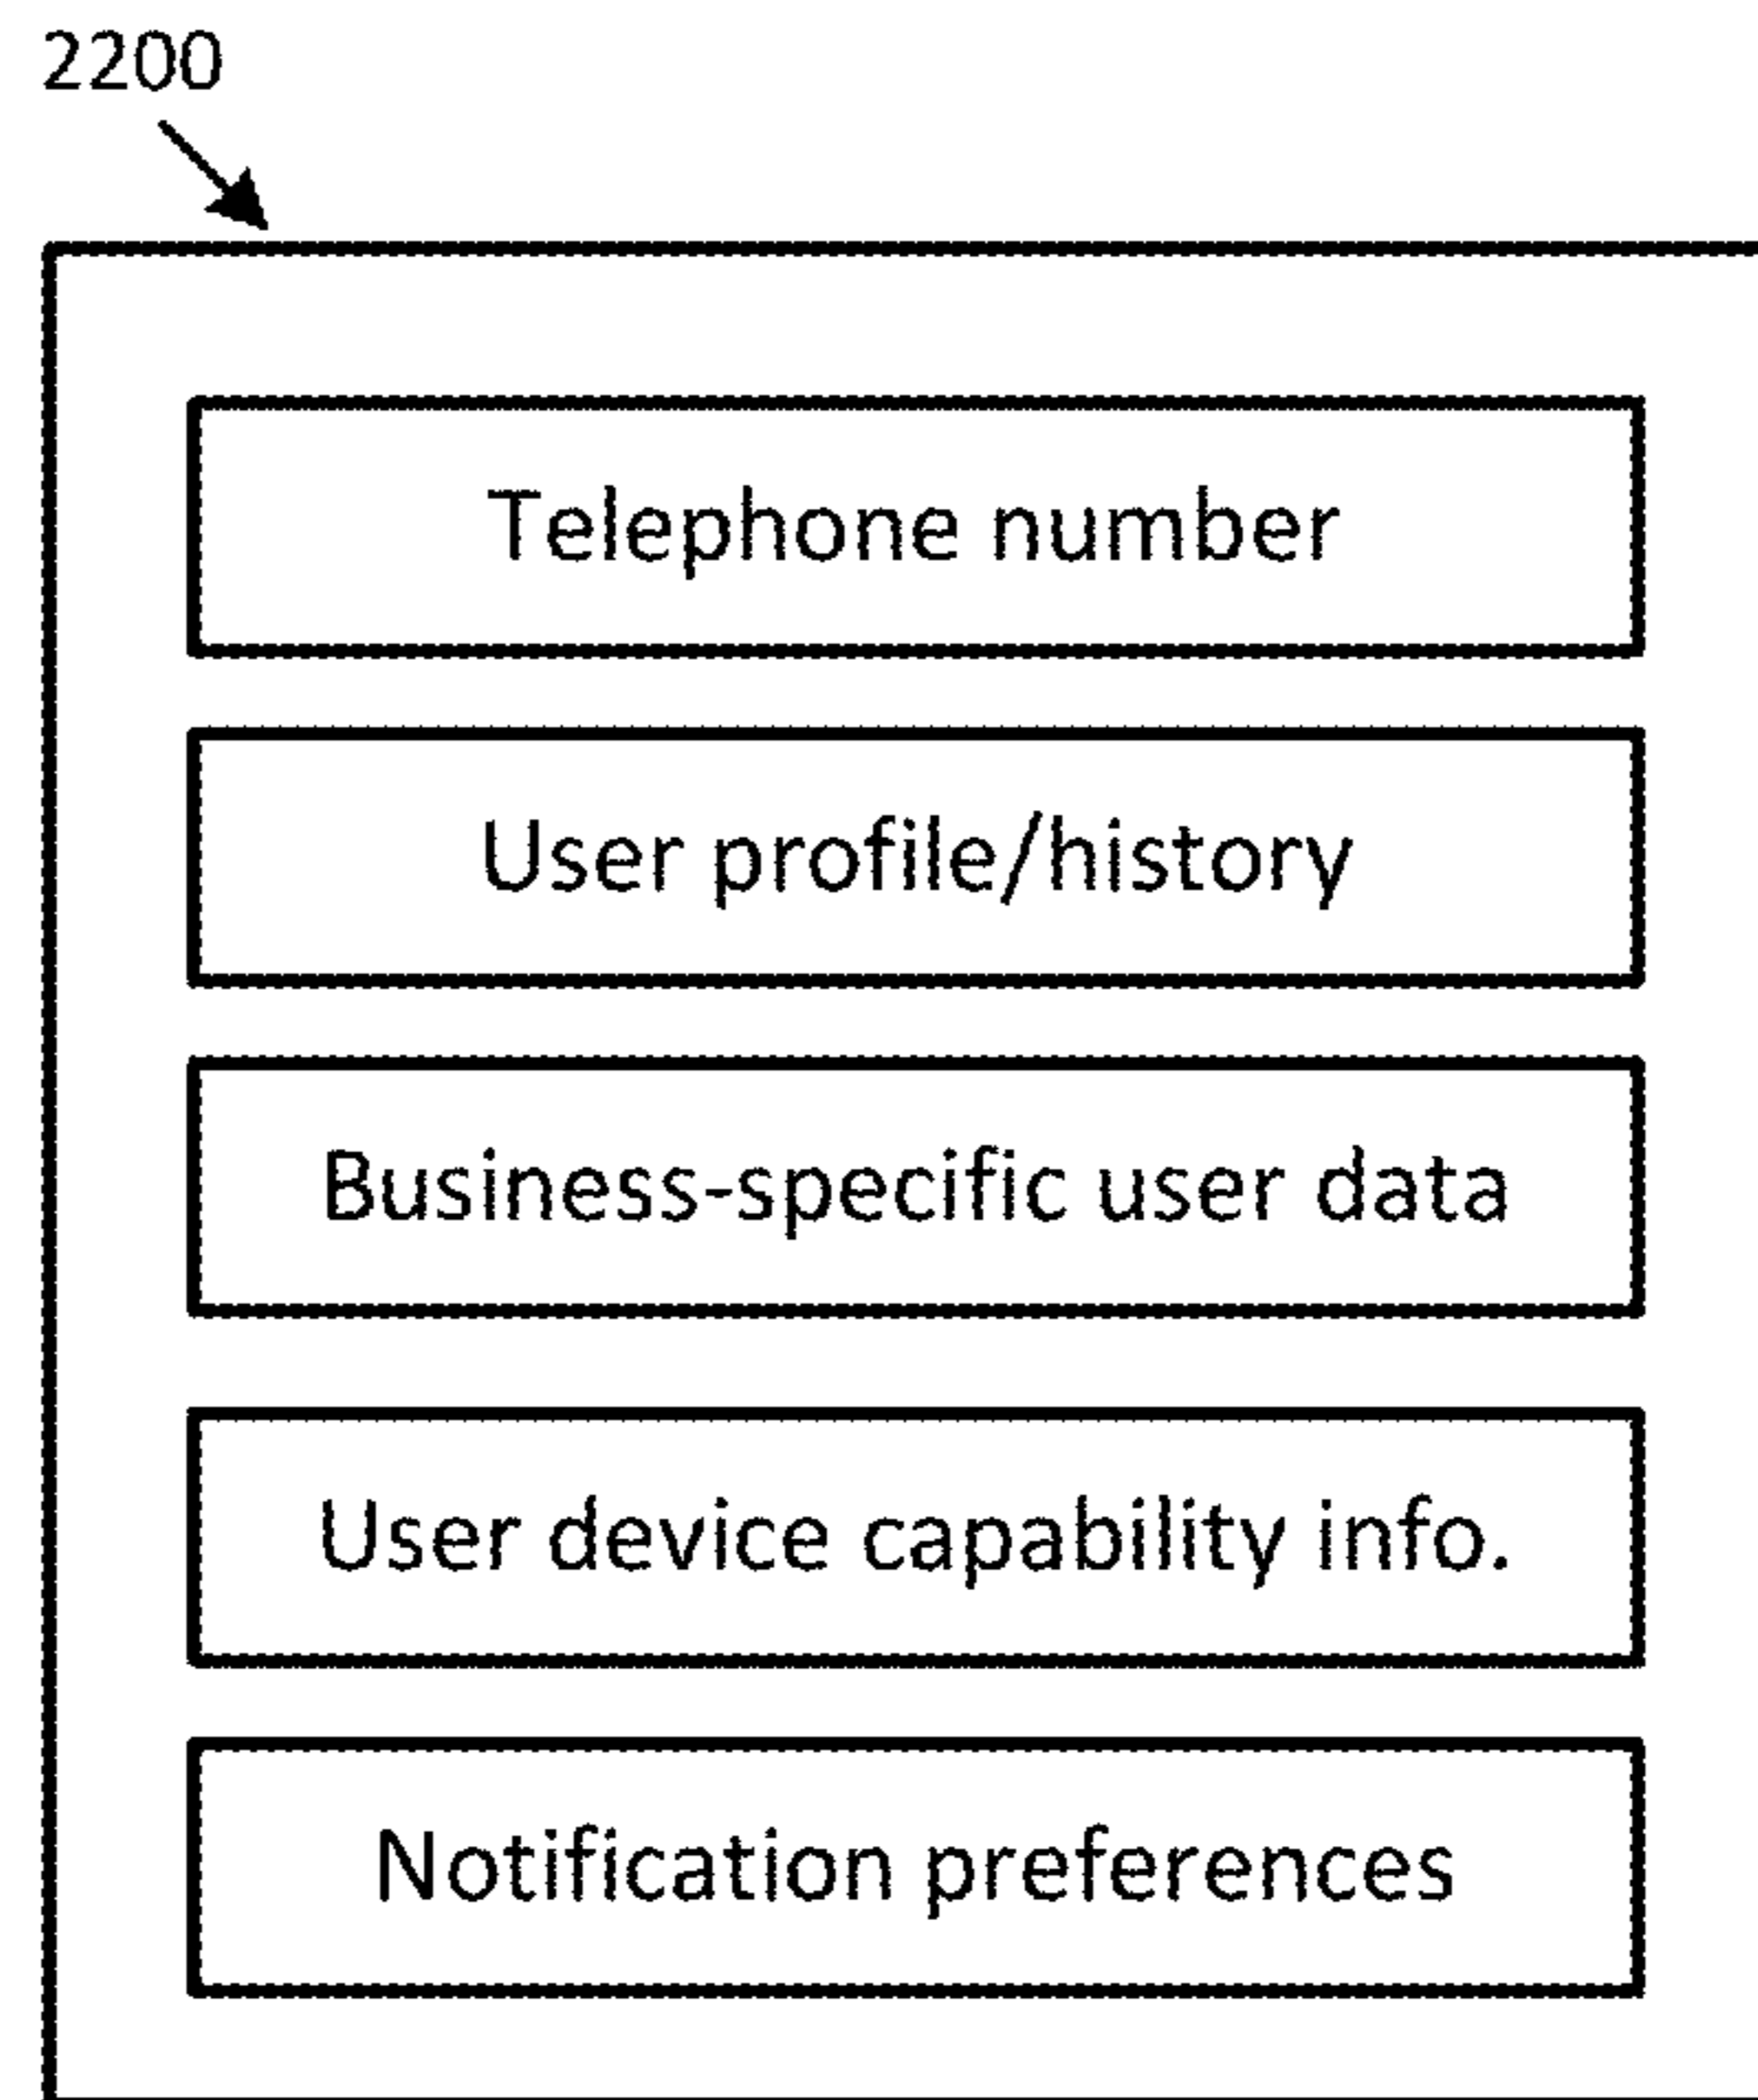 2200
Telephone number
User profile/history
Business-specific user data
User device capability info.
Notification preferences